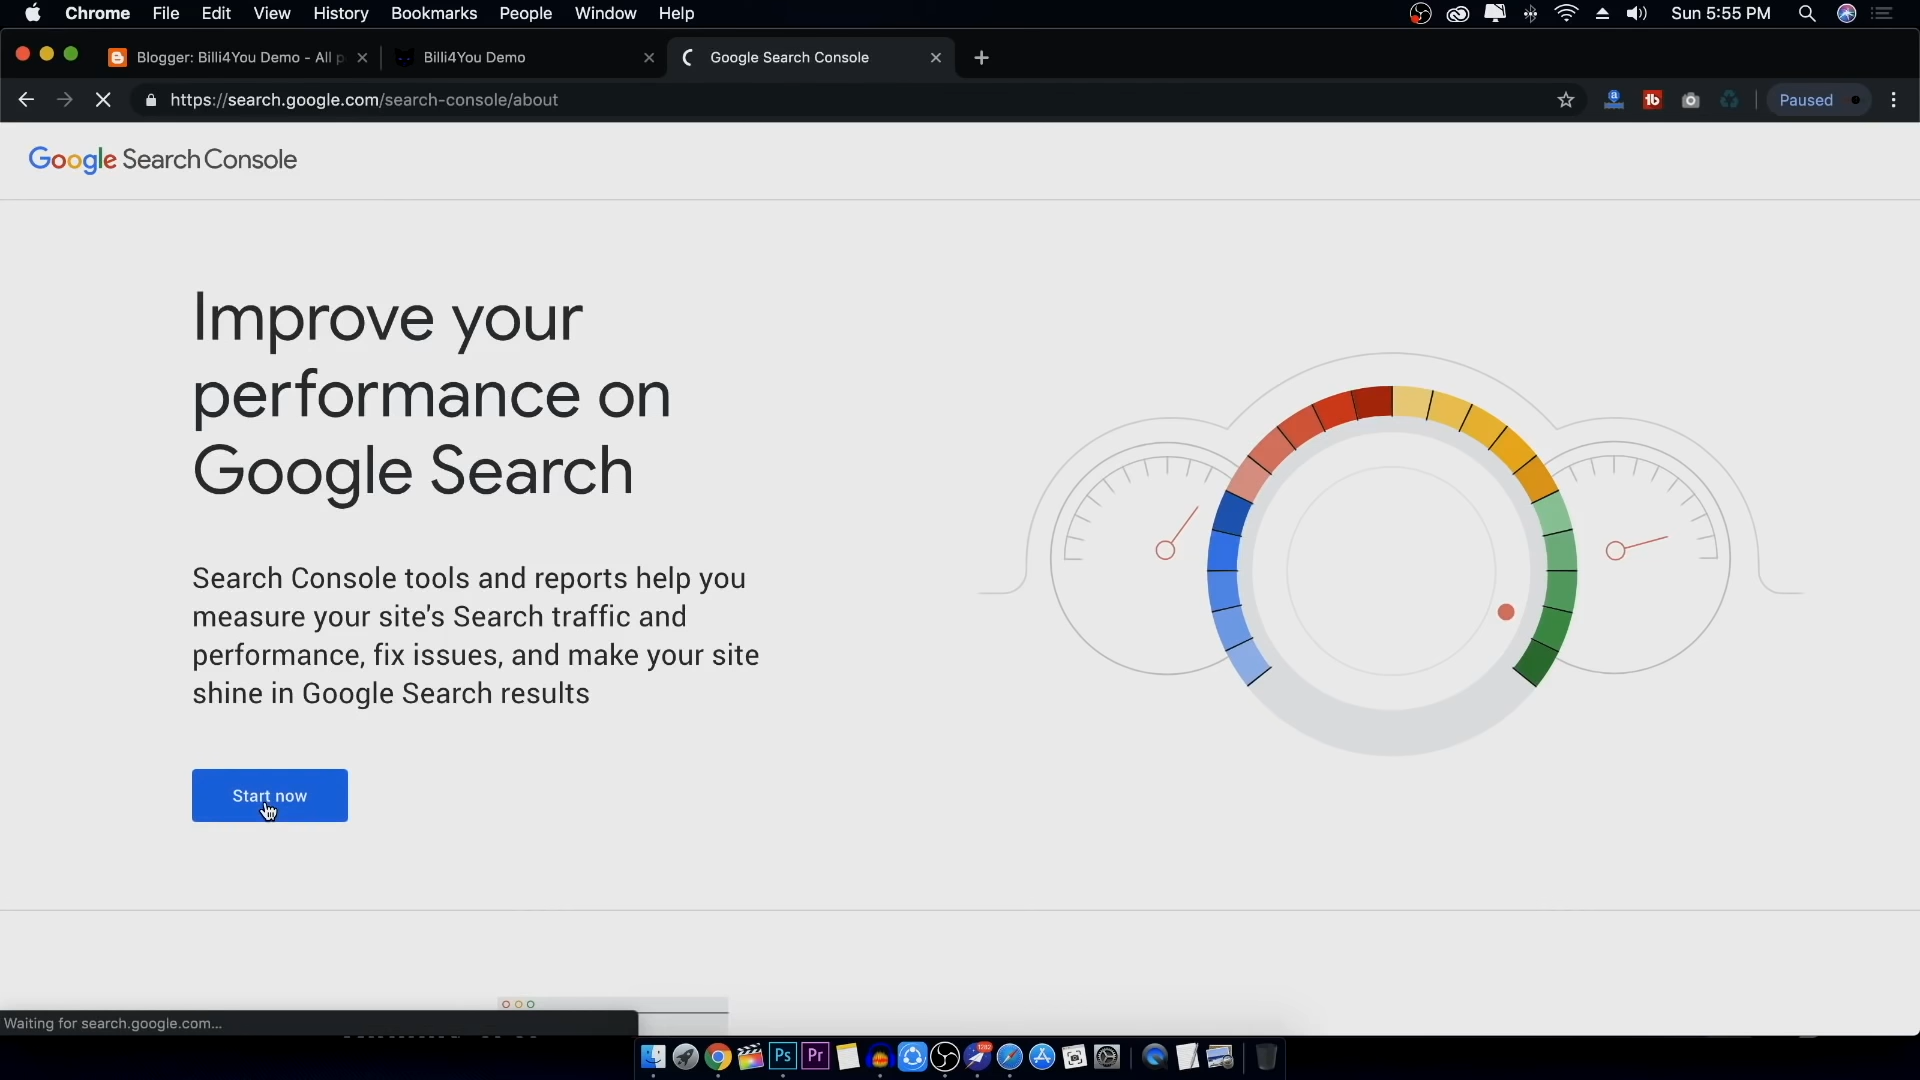 Chrome File Edit View History Bookmarks People Window Help Sun 5:55 PM
Blogger: Billi4You Demo - All p Billi4You Demo Google Search Console
https://search.google.com/search-console/about Paused
Google Search Console
Improve your
performance on
Google Search
Search Console tools and reports help you
measure your site's Search traffic and
performance, fix issues, and make your site
shine in Google Search results
Start now
Waiting for search.google.com...
Ps Pr